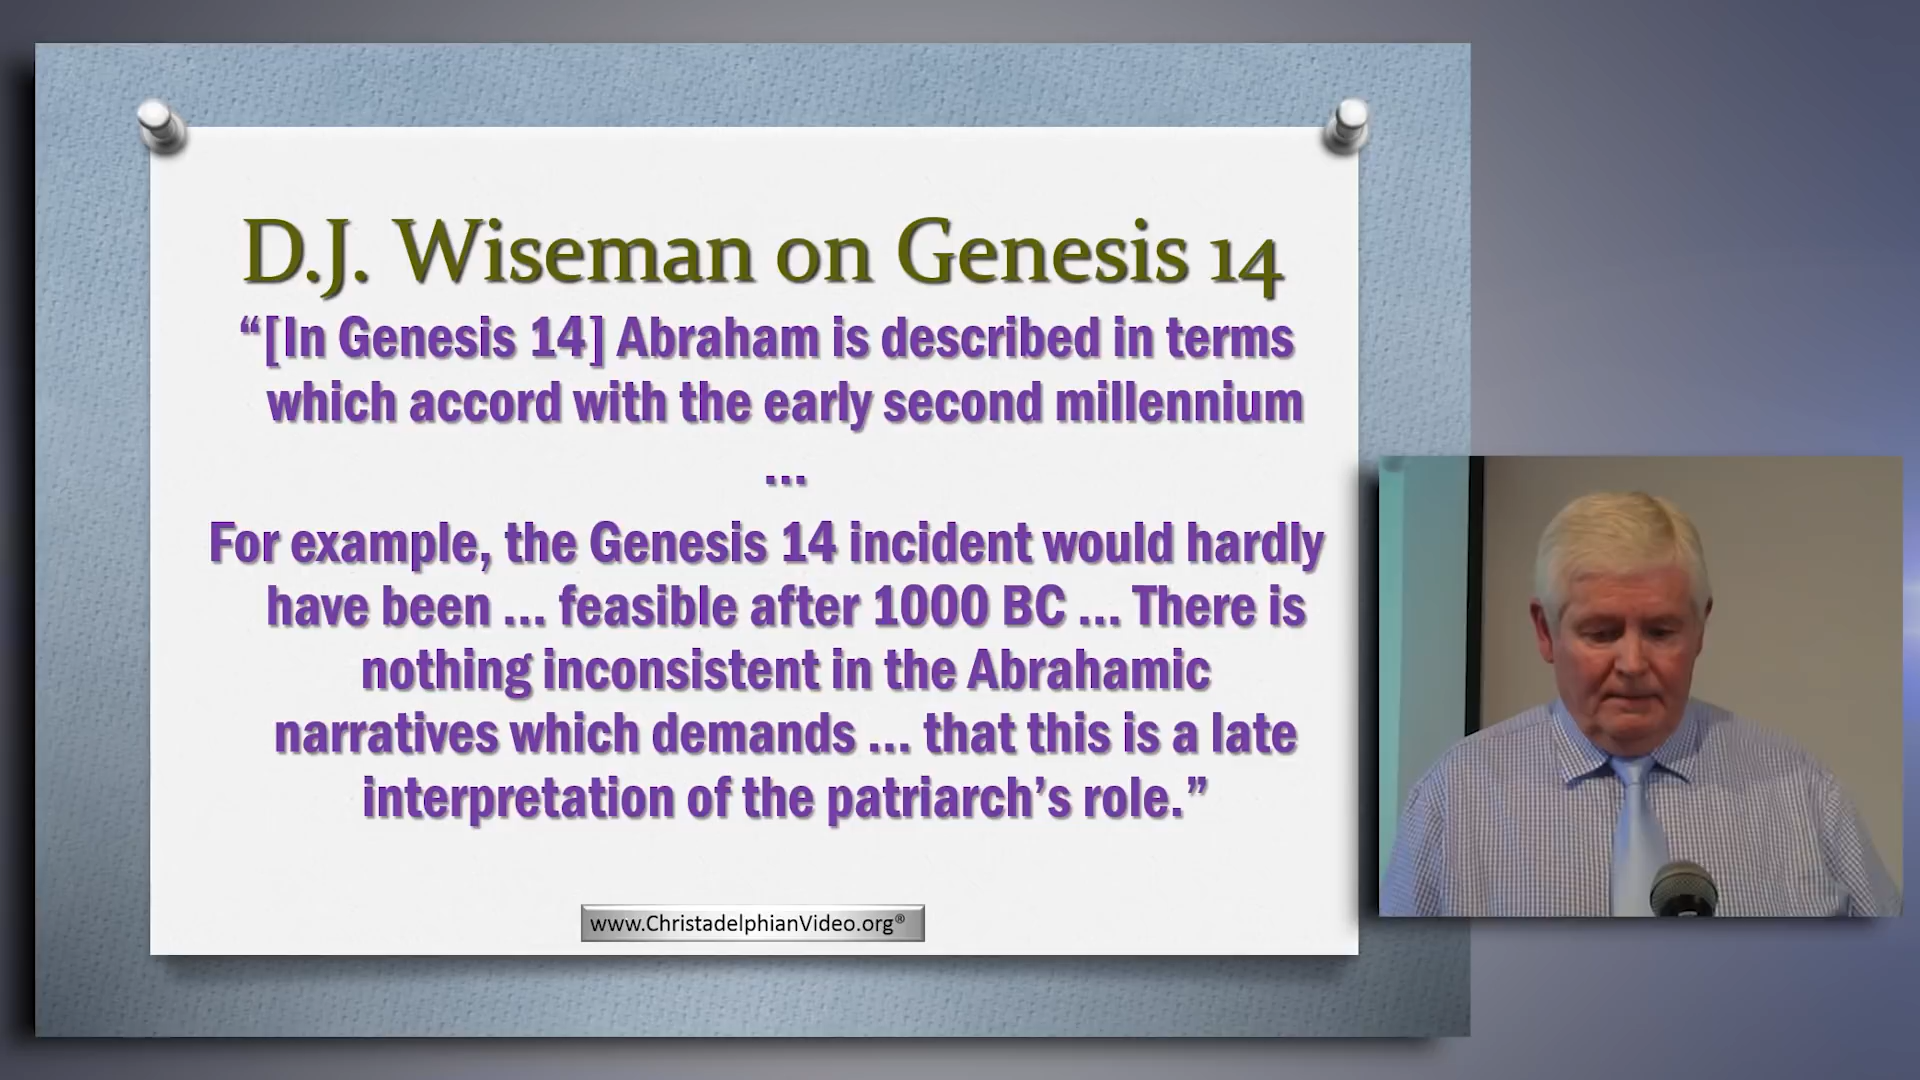 D.J. Wiseman on Genesis 14
“[In Genesis 14] Abraham is described in terms
which accord with the early second millennium
...
For example, the Genesis 14 incident would hardly
have been ... feasible after 1000 BC ... There is
nothing inconsistent in the Abrahamic
narratives which demands ... that this is a late
interpretation of the patriarch’s role.”
www.ChristadelphianVideo.org®